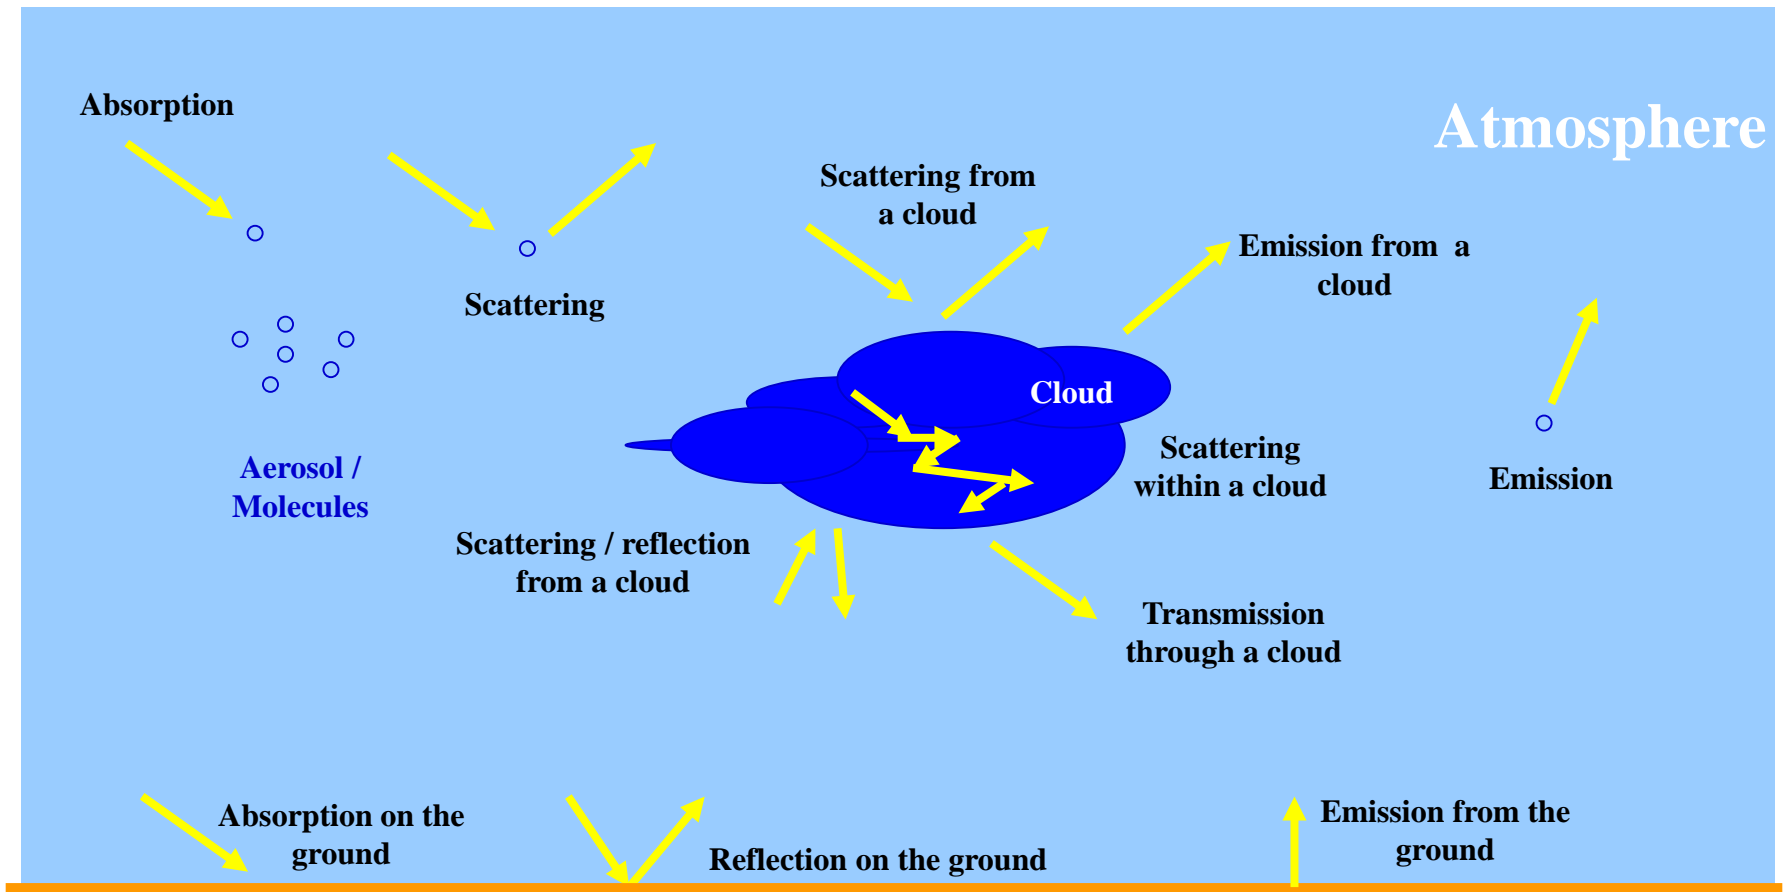 Absorption
Atmosphere
Scattering from
a cloud
Emission from a
cloud
Scattering
Cloud
Scattering
within a cloud
Aerosol /
Molecules
Emission
Scattering / reflection
from a cloud
Transmission
through a cloud
Absorption on the
ground
Reflection on the ground
Emission from the
ground